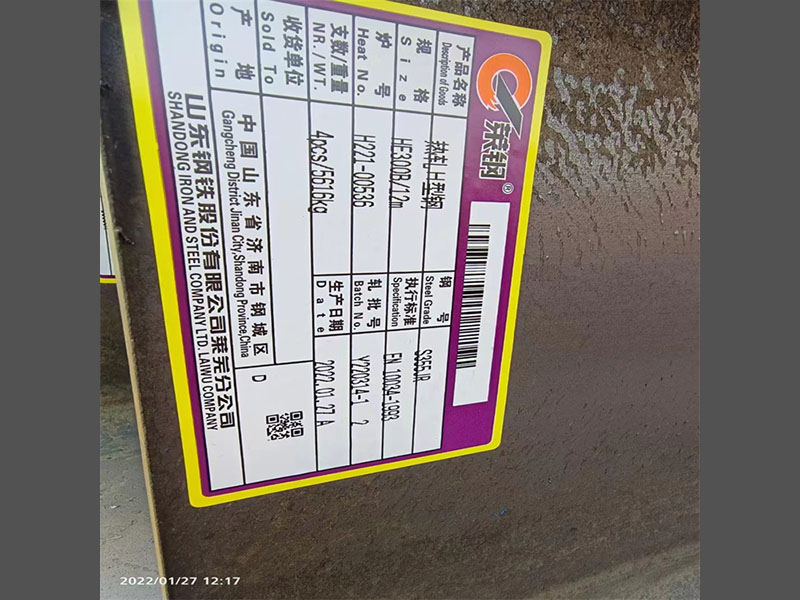 莱钢®
产品名称 热轧H型钢 钢号 S355JR
Description of Goods Steel Grade
规格 HE300B/12m 执行标准 EN 10034-1993
Size Specification
炉号 H221-00536 轧批号 Y220314-1 2
Heat No. Batch No.
支数/重量 4pcs/5616kg 生产日期 2022.01.27 A
NR./WT. Date
收货单位
Sold To
产地 中国山东省济南市钢城区 D
Origin Gangcheng District,Jinan City,Shandong Province,China
山东钢铁股份有限公司莱芜分公司
SHANDONG IRON AND STEEL COMPANY LTD. LAIWU COMPANY
2022/01/27 12:17